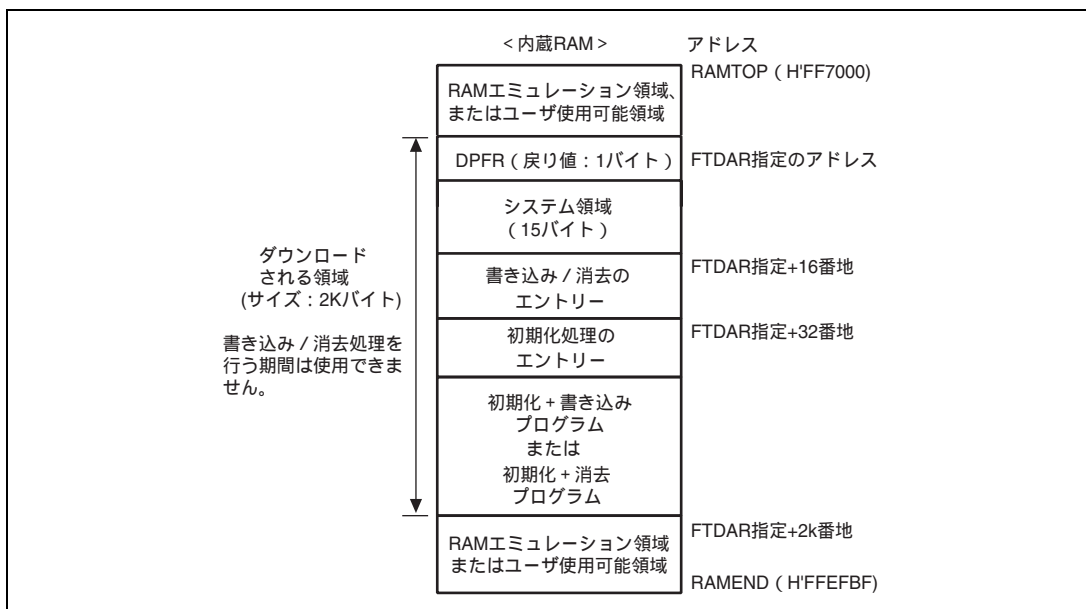 ＜内蔵RAM＞
アドレス
RAMTOP（H'FF7000)
RAMエミュレーション領域、
またはユーザ使用可能領域
DPFR（戻り値：1バイト）
FTDAR指定のアドレス
システム領域
（15バイト）
ダウンロード
される領域
(サイズ：2Kバイト)
書き込み／消去処理を
行う期間は使用できま
せん。
書き込み／消去の
エントリー
FTDAR指定+16番地
初期化処理の
エントリー
FTDAR指定+32番地
初期化＋書き込み
プログラム
または
初期化＋消去
プログラム
FTDAR指定+2k番地
RAMエミュレーション領域
またはユーザ使用可能領域
RAMEND（H'FFEFBF)